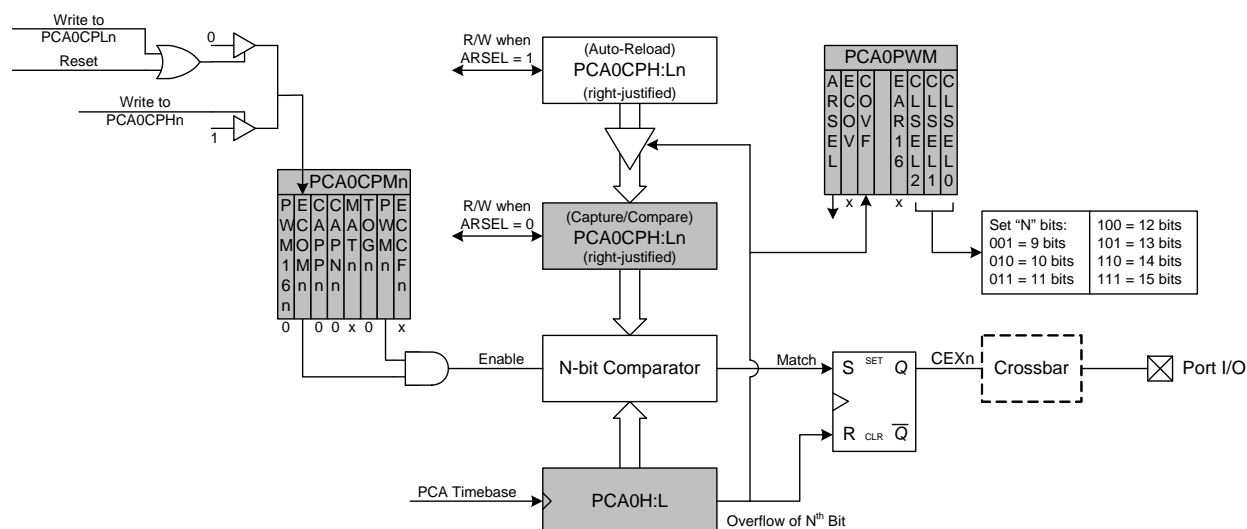 Write to
PCA0CPLn
Reset
0
Write to
PCA0CPHn
1
R/W when
ARSEL = 1
(Auto-Reload)
PCA0CPH:Ln
(right-justified)
PCA0PWM
ARSEL
ECOV
COVF
EAR16
CLSEL2
CLSEL1
CLSEL0
x
x
PCA0CPMn
PWM16n
ECOMn
CAPPn
CAPNn
MATn
TOGn
PWMn
ECCFn
0
0
0
x
0
x
R/W when
ARSEL = 0
(Capture/Compare)
PCA0CPH:Ln
(right-justified)
Set “N” bits:
001 = 9 bits
010 = 10 bits
011 = 11 bits
100 = 12 bits
101 = 13 bits
110 = 14 bits
111 = 15 bits
Enable
N-bit Comparator
Match
S SET Q
R CLR Q
CEXn
Crossbar
Port I/O
PCA Timebase
PCA0H:L
Overflow of Nth Bit